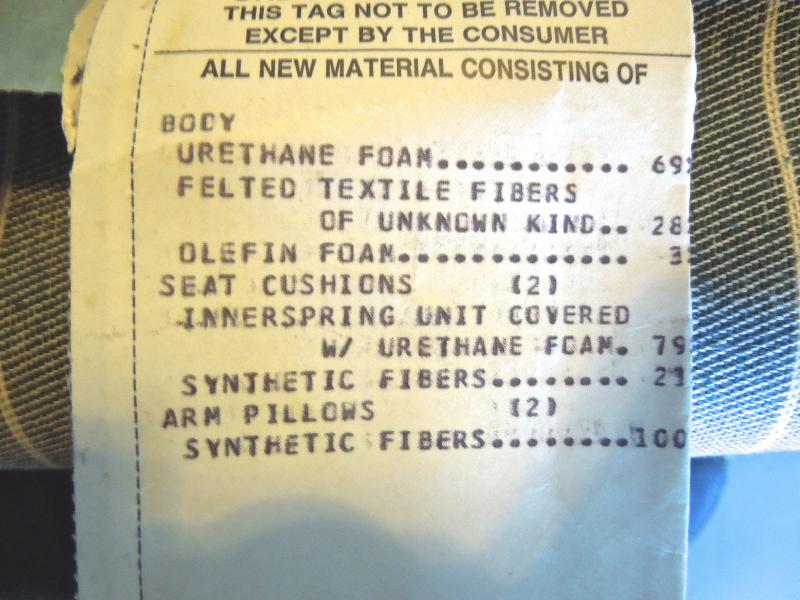 THIS TAG NOT TO BE REMOVED
EXCEPT BY THE CONSUMER
ALL NEW MATERIAL CONSISTING OF
BODY
URETHANE FOAM............ 69%
FELTED TEXTILE FIBERS
OF UNKNOWN KIND.. 28
OLEFIN FOAM.............. 3
SEAT CUSHIONS (2)
INNERSPRING UNIT COVERED
W/ URETHANE FOAM. 79
SYNTHETIC FIBERS........ 21
ARM PILLOWS (2)
SYNTHETIC FIBERS........100